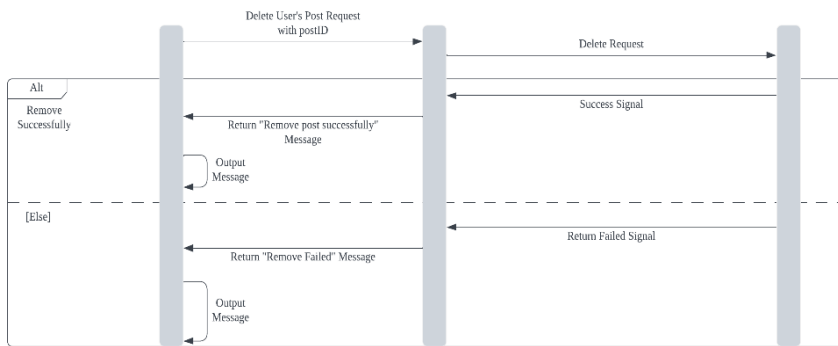 Delete User's Post Request
with postID
Delete Request
Alt
Remove
Successfully
Success Signal
Return "Remove post successfully"
Message
Output
Message
[Else]
Return Failed Signal
Return "Remove Failed" Message
Output
Message